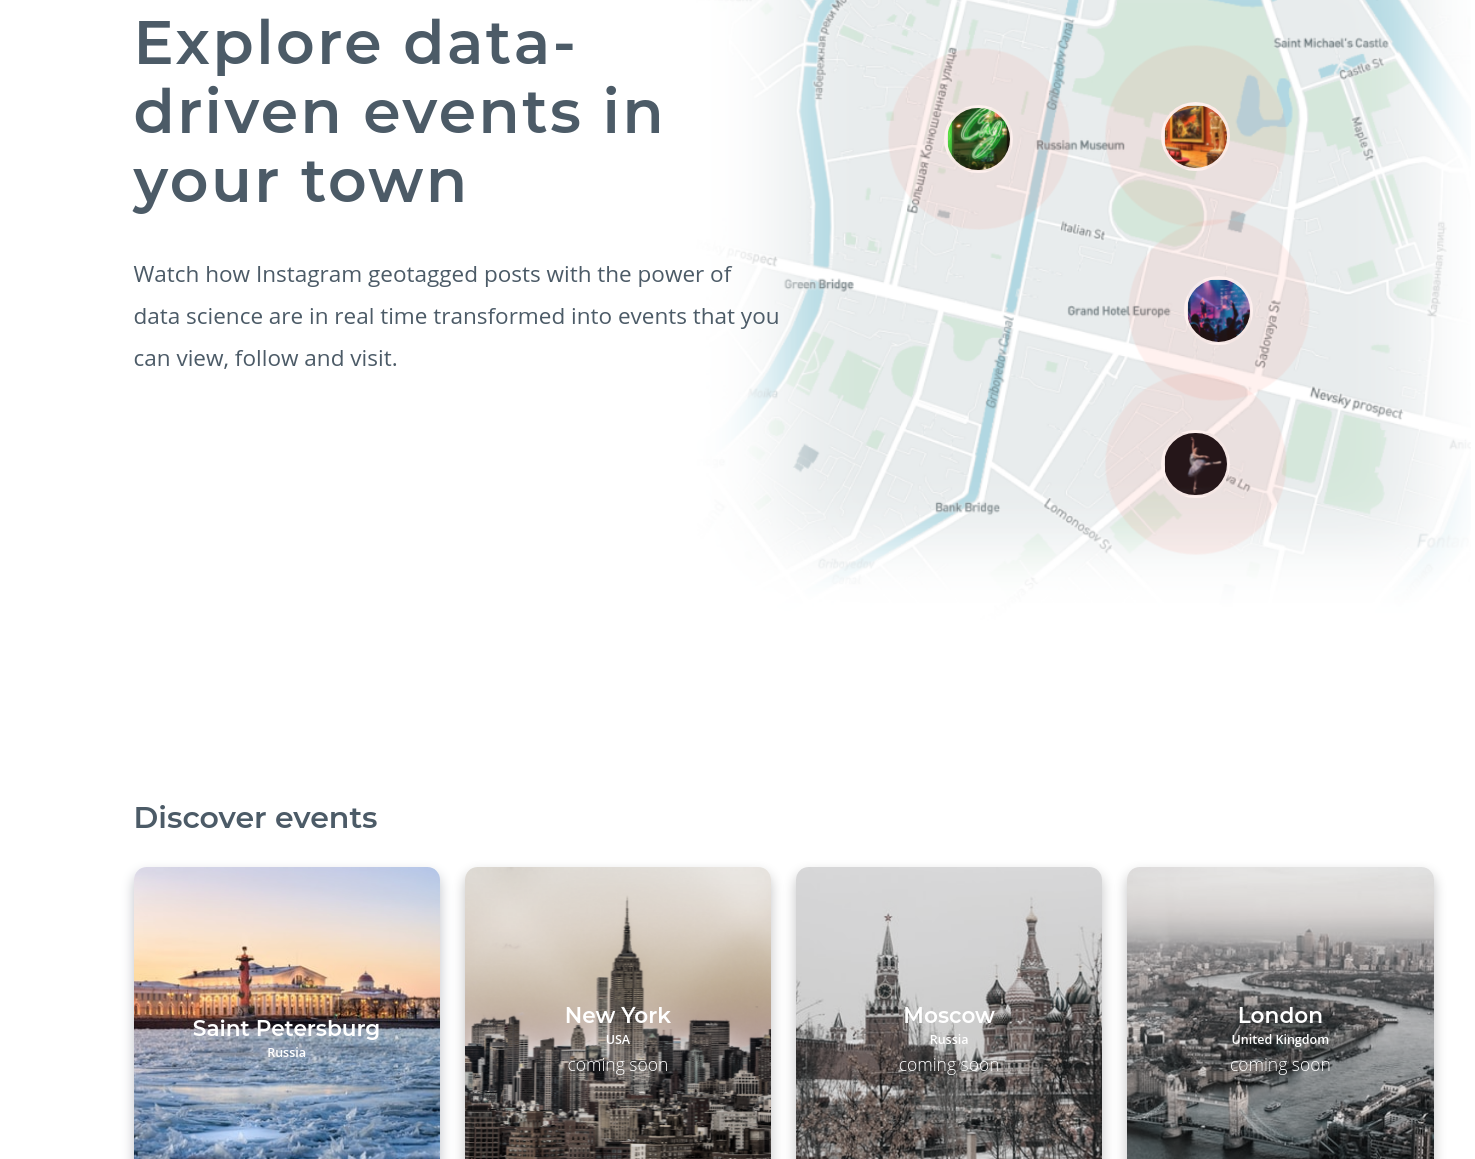 Explore data-
driven events in
your town
Watch how Instagram geotagged posts with the power of
data science are in real time transformed into events that you
can view, follow and visit.
набережная реки
Большая Конюшенная улица
Griboyedov Canal
Saint Michael's Castle
Castle St
Maple St
Russian Museum
Italian St
prospect
Green Bridge
Grand Hotel Europe
Sadovaya St
Караванная улица
Griboyedov Canal
Nevsky prospect
Bank Bridge
Lomonosov St
va Ln
Discover events
Saint Petersburg
Russia
New York
USA
coming soon
Moscow
Russia
coming soon
London
United Kingdom
coming soon